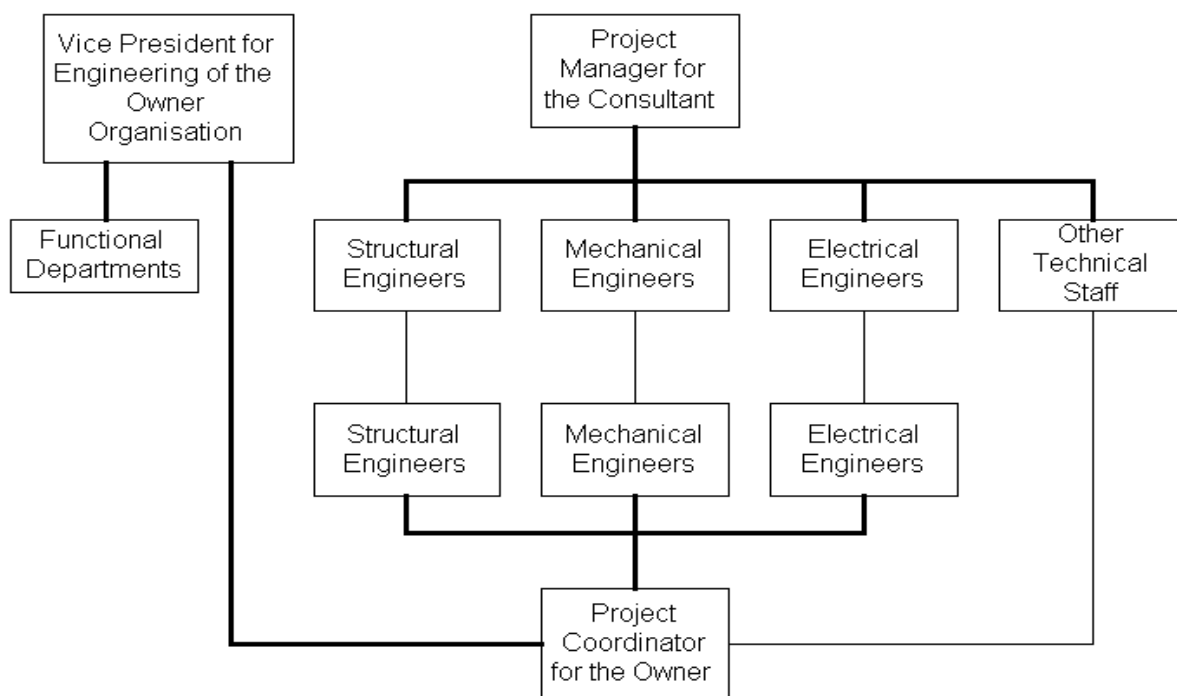 Vice President for
Engineering of the
Owner
Organisation
Project
Manager for
the Consultant
Functional
Departments
Structural
Engineers
Mechanical
Engineers
Electrical
Engineers
Other
Technical
Staff
Structural
Engineers
Mechanical
Engineers
Electrical
Engineers
Project
Coordinator
for the Owner